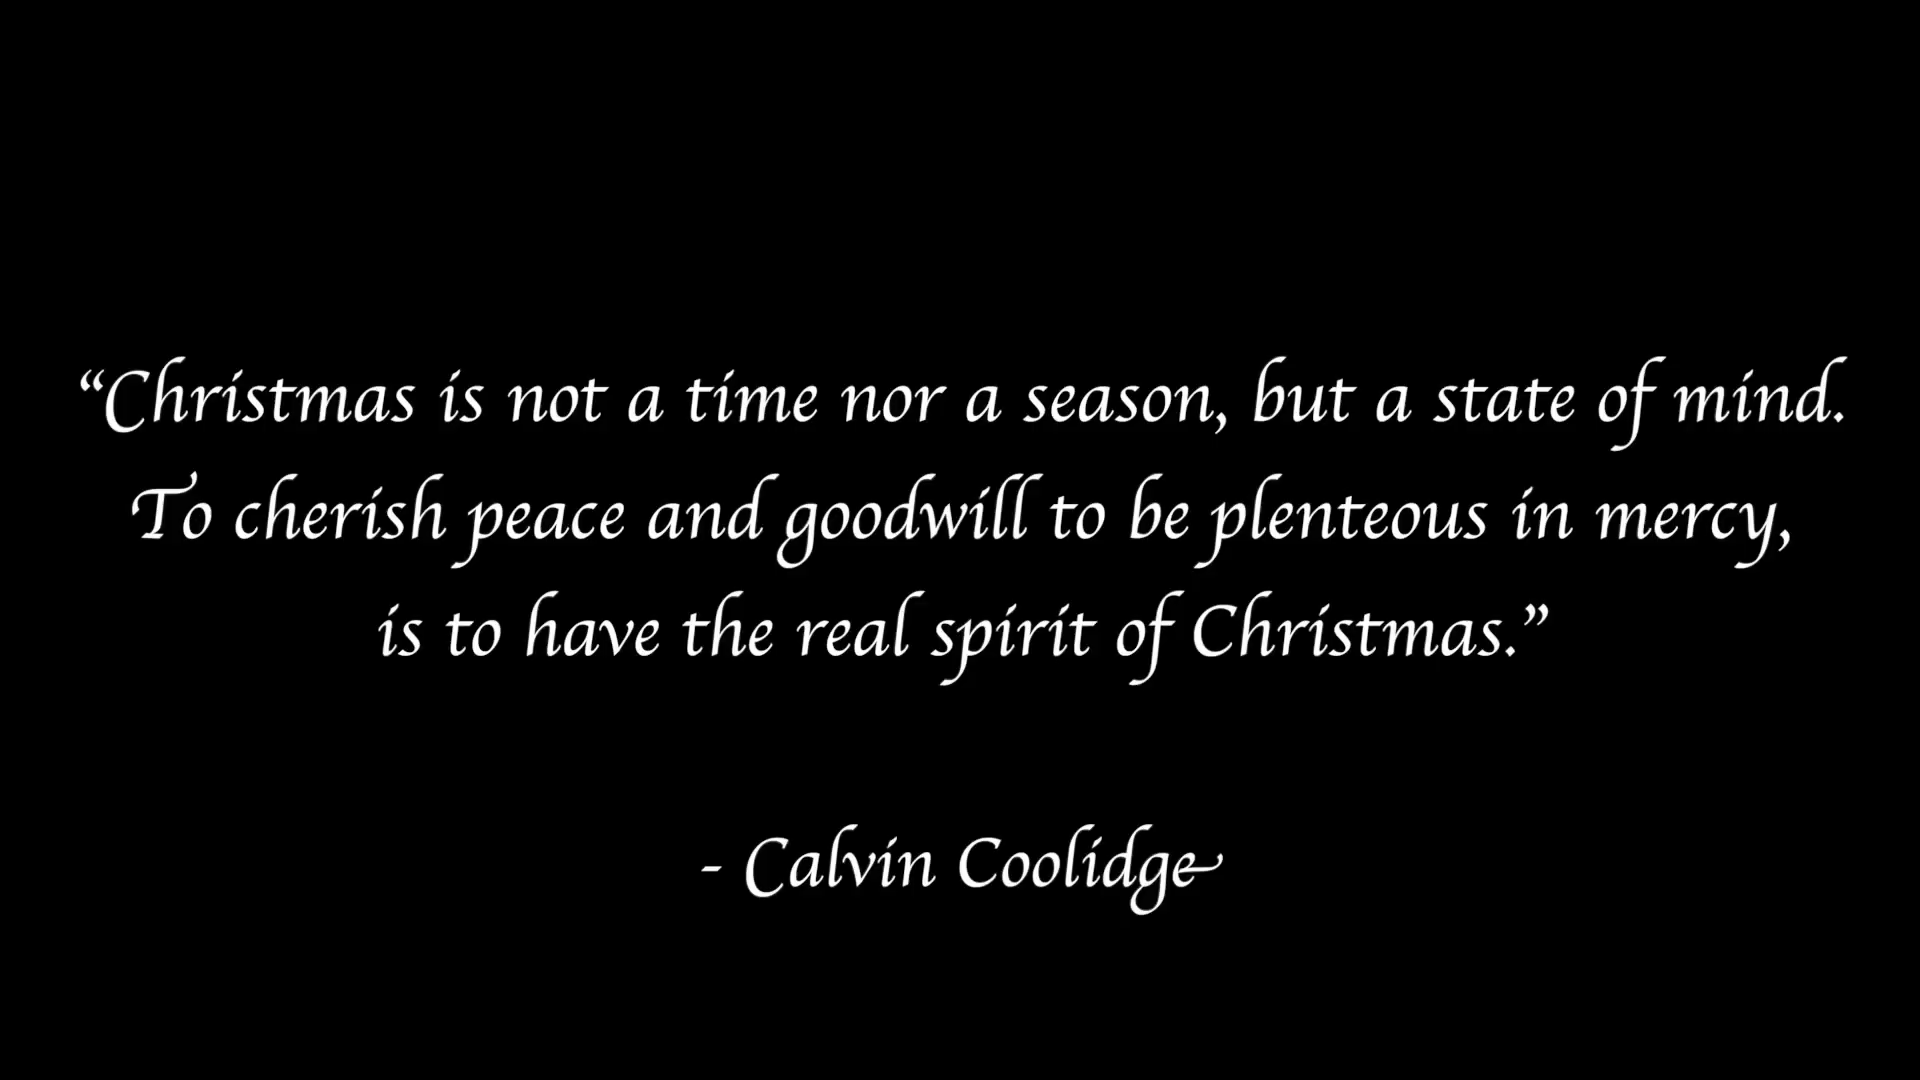 “Christmas is not a time nor a season, but a state of mind.
To cherish peace and goodwill to be plenteous in mercy,
is to have the real spirit of Christmas.”
- Calvin Coolidge